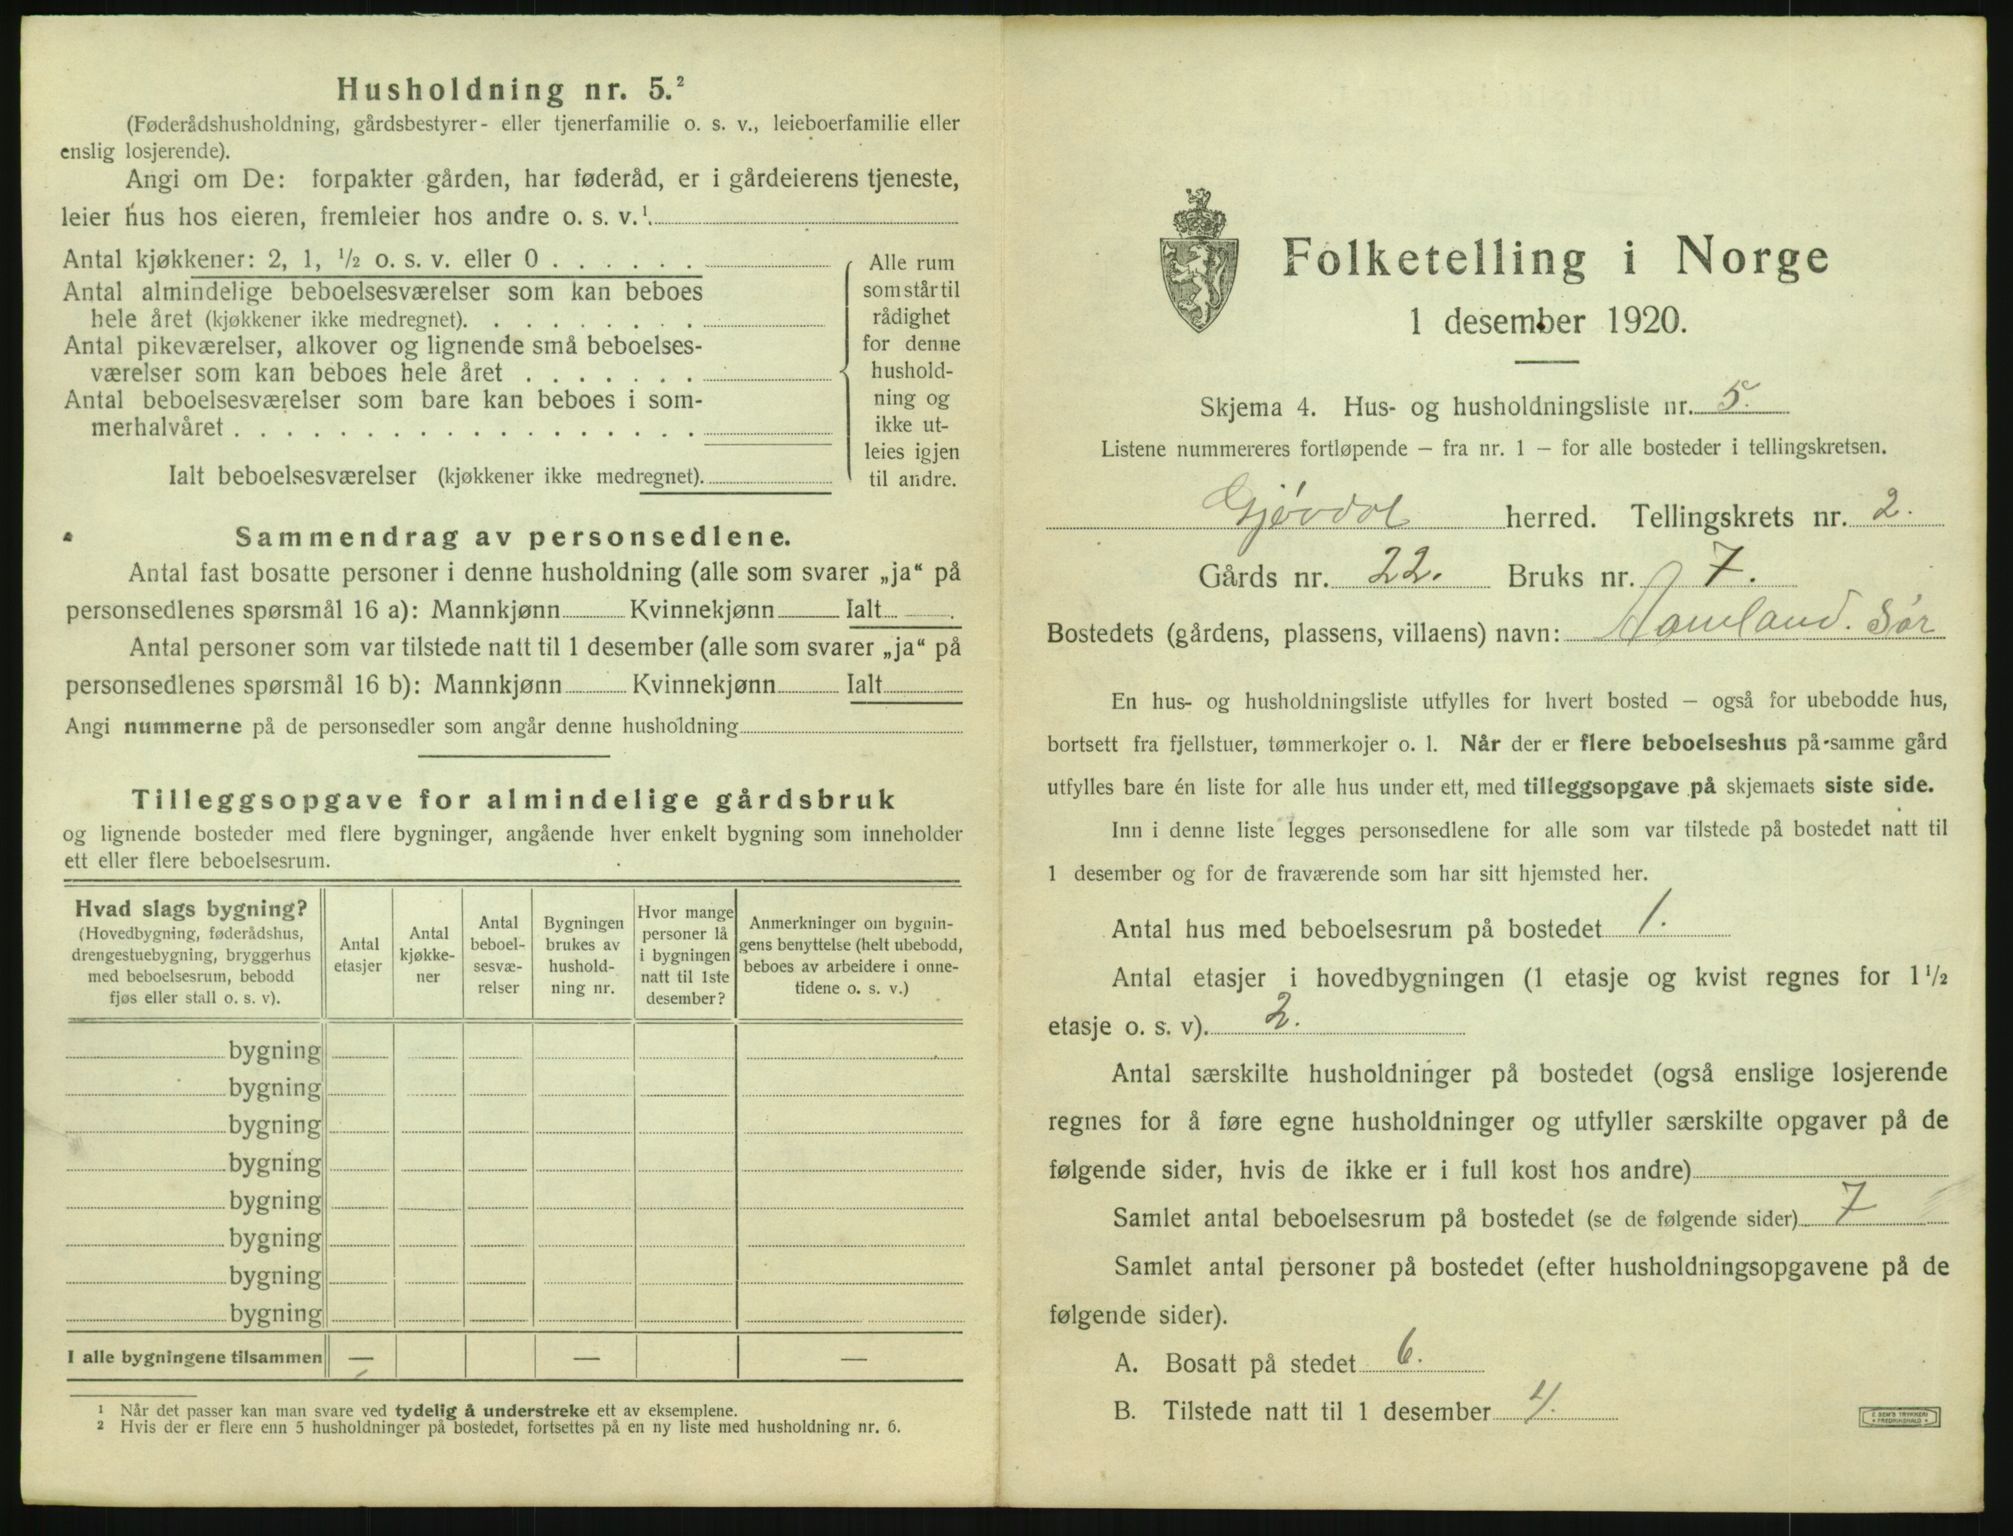 Husholdning nr. 5.²
(Føderådshusholdning, gårdsbestyrer- eller tjenerfamilie o. s. v., leieboerfamilie eller
enslig losjerende).
Angi om De: forpakter gården, har føderåd, er i gårdeierens tjeneste,
leier hus hos eieren, fremleier hos andre o. s. v.¹
Antal kjøkkener: 2, 1, ½ o. s. v. eller 0
Antal almindelige beboelsesværelser som kan beboes
hele året (kjøkkener ikke medregnet).
Antal pikeværelser, alkover og lignende små beboelses-
værelser som kan beboes hele året
Antal beboelsesværelser som bare kan beboes i som-
merhalvåret
Ialt beboelsesværelser (kjøkkener ikke medregnet).
Alle rum
som står til
rådighet
for denne
hushold-
ning og
ikke ut-
leies igjen
til andre.
Sammendrag av personsedlene.
Antal fast bosatte personer i denne husholdning (alle som svarer „ja“ på
personsedlenes spørsmål 16 a): Mannkjønn Kvinnekjønn Ialt
Antal personer som var tilstede natt til 1 desember (alle som svarer „ja“ på
personsedlenes spørsmål 16 b): Mannkjønn Kvinnekjønn Ialt
Angi nummerne på de personsedler som angår denne husholdning
Tilleggsopgave for almindelige gårdsbruk
og lignende bosteder med flere bygninger, angående hver enkelt bygning som inneholder
ett eller flere beboelsesrum.
Hvad slags bygning?
(Hovedbygning, føderådshus,
drengestuebygning, bryggerhus
med beboelsesrum, bebodd
fjøs eller stall o. s. v).
Antal
etasjer
Antal
kjøkke-
ner
Antal
beboel-
sesvæ-
relser
Bygningen
brukes av
hushold-
ning nr.
Hvor mange
personer lå
i bygningen
natt til 1ste
desember?
Anmerkninger om bygnin-
gens benyttelse (helt ubebodd,
beboes av arbeidere i onne-
tidene o. s. v.)
bygning
bygning
bygning
bygning
bygning
bygning
bygning
bygning
I alle bygningene tilsammen — — —
¹ Når det passer kan man svare ved tydelig å understreke ett av eksemplene.
² Hvis der er flere enn 5 husholdninger på bostedet, fortsettes på en ny liste med husholdning nr. 6.
Folketelling i Norge
1 desember 1920.
Skjema 4. Hus- og husholdningsliste nr. 5.
Listene nummereres fortløpende – fra nr. 1 – for alle bosteder i tellingskretsen.
Gjøvdal herred. Tellingskrets nr. 2.
Gårds nr. 22. Bruks nr. 7.
Bostedets (gårdens, plassens, villaens) navn: Aamland. Sør
En hus- og husholdningsliste utfylles for hvert bosted – også for ubebodde hus,
bortsett fra fjellstuer, tømmerkojer o. l. Når der er flere beboelseshus på samme gård
utfylles bare én liste for alle hus under ett, med tilleggsopgave på skjemaets siste side.
Inn i denne liste legges personsedlene for alle som var tilstede på bostedet natt til
1 desember og for de fraværende som har sitt hjemsted her.
Antal hus med beboelsesrum på bostedet 1.
Antal etasjer i hovedbygningen (1 etasje og kvist regnes for 1½
etasje o. s. v). 2.
Antal særskilte husholdninger på bostedet (også enslige losjerende
regnes for å føre egne husholdninger og utfyller særskilte opgaver på de
følgende sider, hvis de ikke er i full kost hos andre)
Samlet antal beboelsesrum på bostedet (se de følgende sider) 7
Samlet antal personer på bostedet (efter husholdningsopgavene på de
følgende sider).
A. Bosatt på stedet 6.
B. Tilstede natt til 1 desember 4.
E SEM'S TRYKKERI
FREDRIKSHALD